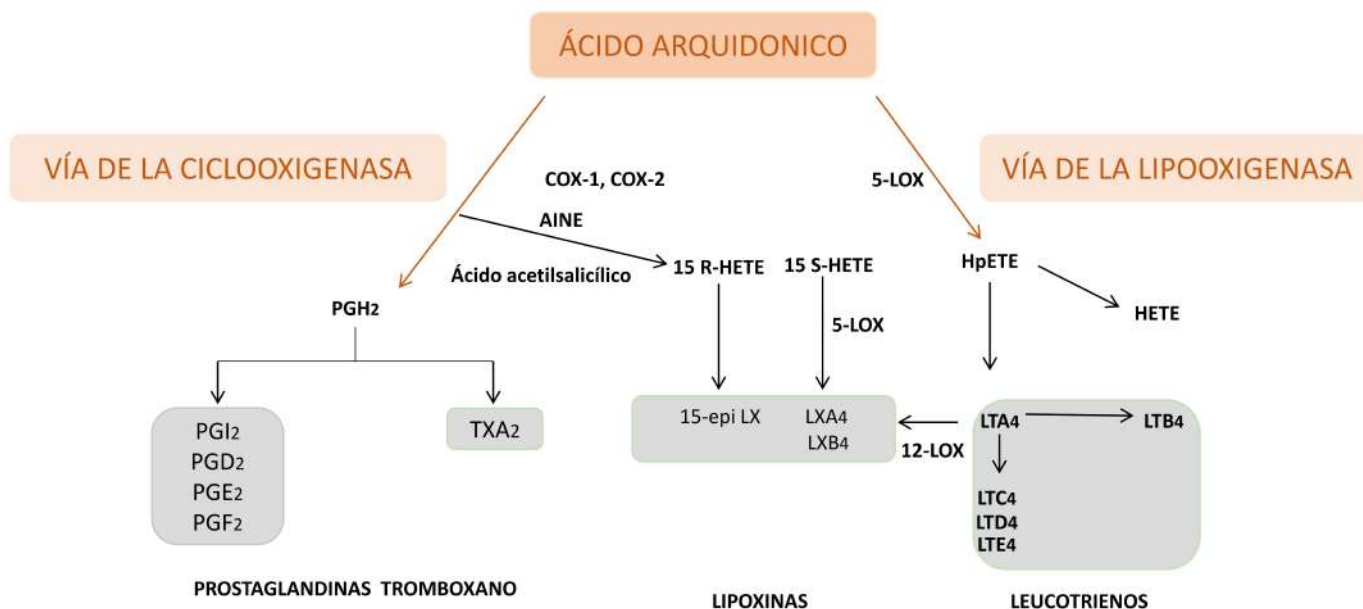 ÁCIDO ARQUIDONICO
VÍA DE LA CICLOOXIGENASA
VÍA DE LA LIPOOXIGENASA
COX-1, COX-2
5-LOX
AINE
Ácido acetilsalicílico
15 R-HETE
15 S-HETE
HpETE
HETE
PGH2
5-LOX
PGI2
PGD2
PGE2
PGF2
TXA2
15-epi LX
LXA4
LXB4
12-LOX
LTA4
LTB4
LTC4
LTD4
LTE4
PROSTAGLANDINAS TROMBOXANO
LIPOXINAS
LEUCOTRIENOS